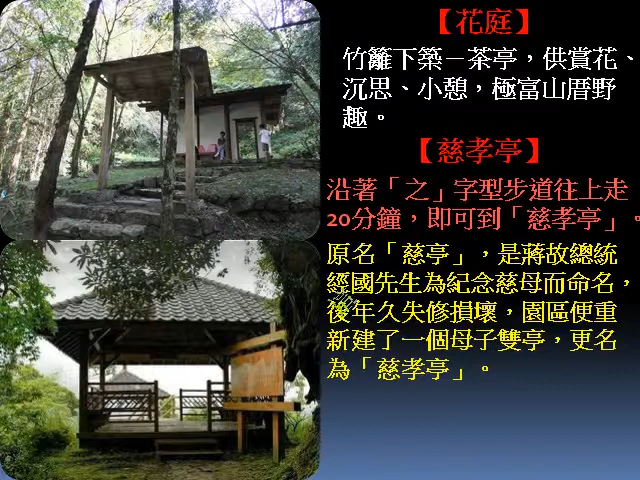 【花庭】
竹籬下築－茶亭，供賞花、
沉思、小憩，極富山厝野
趣。
【慈孝亭】
沿著「之」字型步道往上走
20分鐘，即可到「慈孝亭」。
原名「慈亭」，是蔣故總統
經國先生為紀念慈母而命名，
後年久失修損壞，園區便重
新建了一個母子雙亭，更名
為「慈孝亭」。